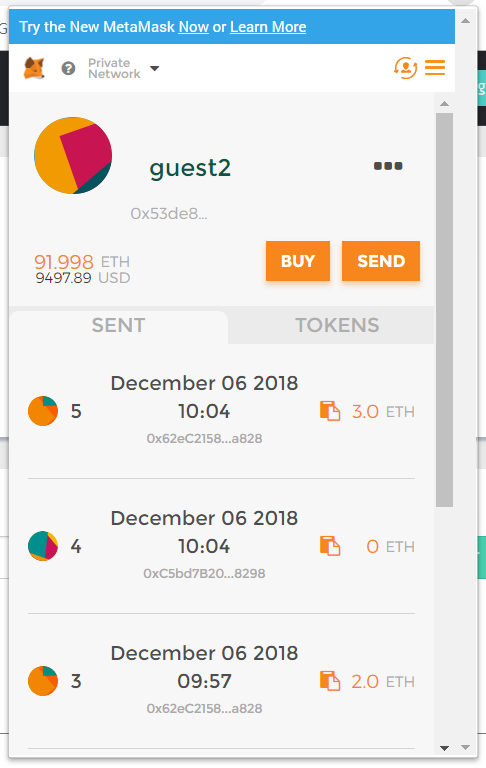 Try the New MetaMask Now or Learn More
Private
Network
guest2
0x53de8...
91.998 ETH
9497.89 USD
BUY
SEND
SENT
TOKENS
December 06 2018
5
10:04
3.0 ETH
0x62eC2158...a828
December 06 2018
4
10:04
0 ETH
0xC5bd7B20...8298
December 06 2018
3
09:57
2.0 ETH
0x62eC2158...a828